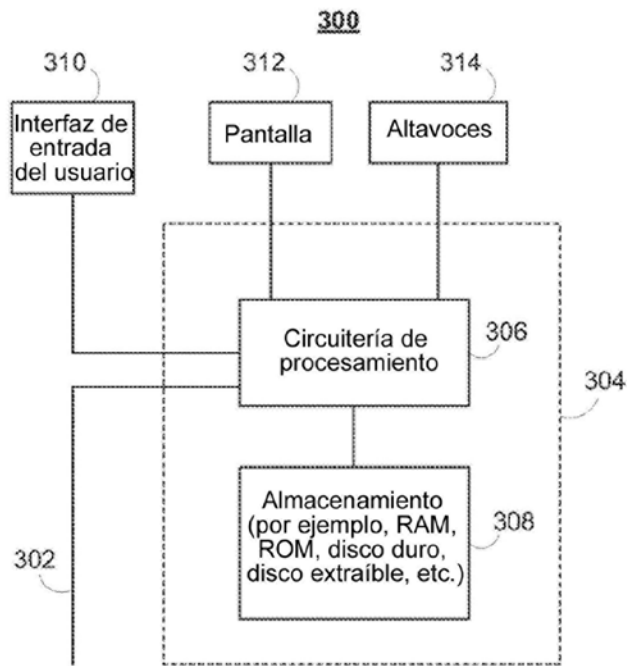 300
310
312
314
Interfaz de
entrada
del usuario
Pantalla
Altavoces
Circuitería de
procesamiento
306
304
Almacenamiento
(por ejemplo, RAM,
ROM, disco duro,
disco extraíble, etc.)
308
302